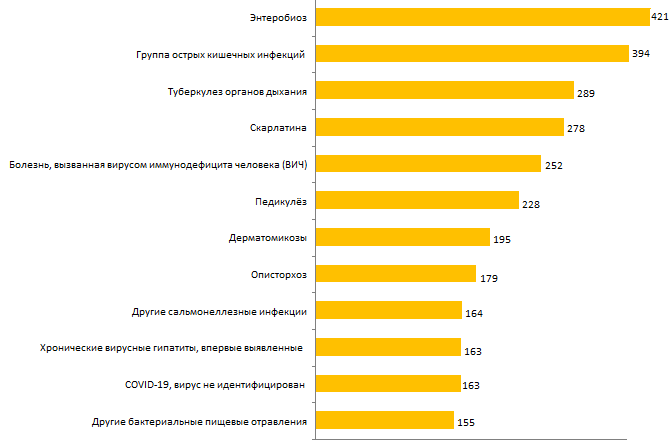 Энтеробиоз 421
Группа острых кишечных инфекций 394
Туберкулез органов дыхания 289
Скарлатина 278
Болезнь, вызванная вирусом иммунодефицита человека (ВИЧ) 252
Педикулёз 228
Дерматомикозы 195
Описторхоз 179
Другие сальмонеллезные инфекции 164
Хронические вирусные гипатиты, впервые выявленные 163
COVID-19, вирус не идентифицирован 163
Другие бактериальные пищевые отравления 155